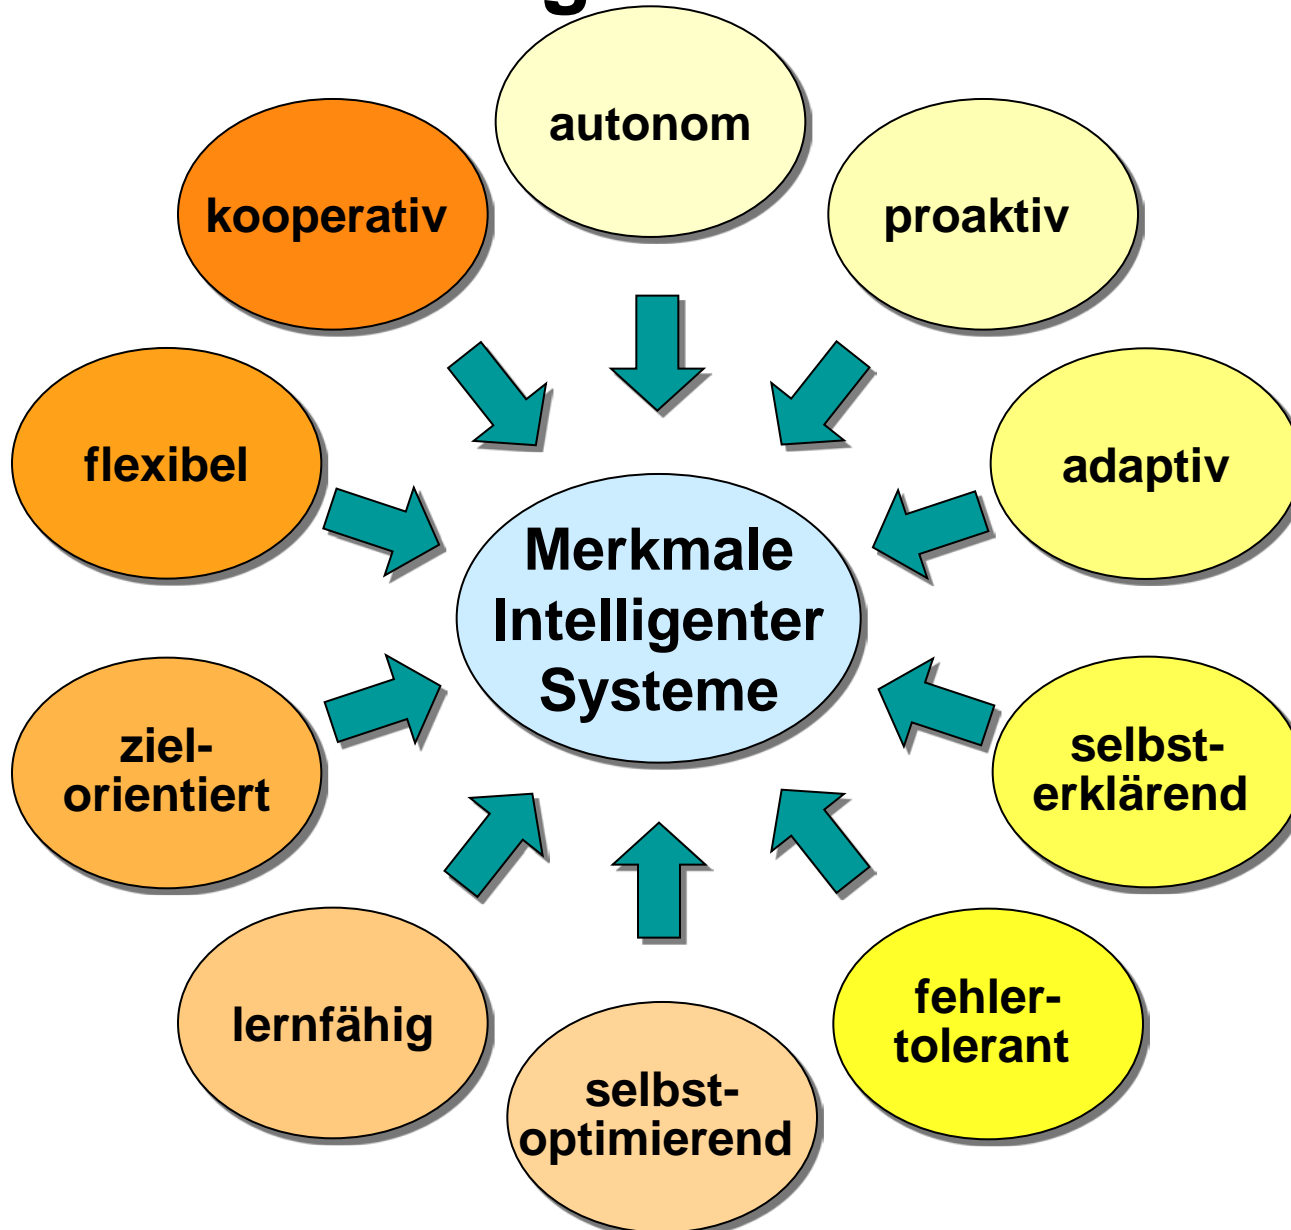 autonom
kooperativ
proaktiv
flexibel
adaptiv
Merkmale
Intelligenter
Systeme
ziel-
orientiert
selbst-
erklärend
lernfähig
fehler-
tolerant
selbst-
optimierend